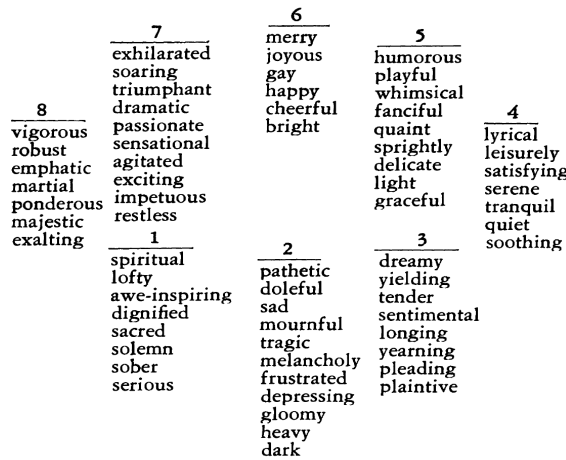 6
merry
joyous
gay
happy
cheerful
bright
7
exhilarated
soaring
triumphant
dramatic
passionate
sensational
agitated
exciting
impetuous
restless
5
humorous
playful
whimsical
fanciful
quaint
sprightly
delicate
light
graceful
8
vigorous
robust
emphatic
martial
ponderous
majestic
exalting
4
lyrical
leisurely
satisfying
serene
tranquil
quiet
soothing
1
spiritual
lofty
awe-inspiring
dignified
sacred
solemn
sober
serious
2
pathetic
doleful
sad
mournful
tragic
melancholy
frustrated
depressing
gloomy
heavy
dark
3
dreamy
yielding
tender
sentimental
longing
yearning
pleading
plaintive